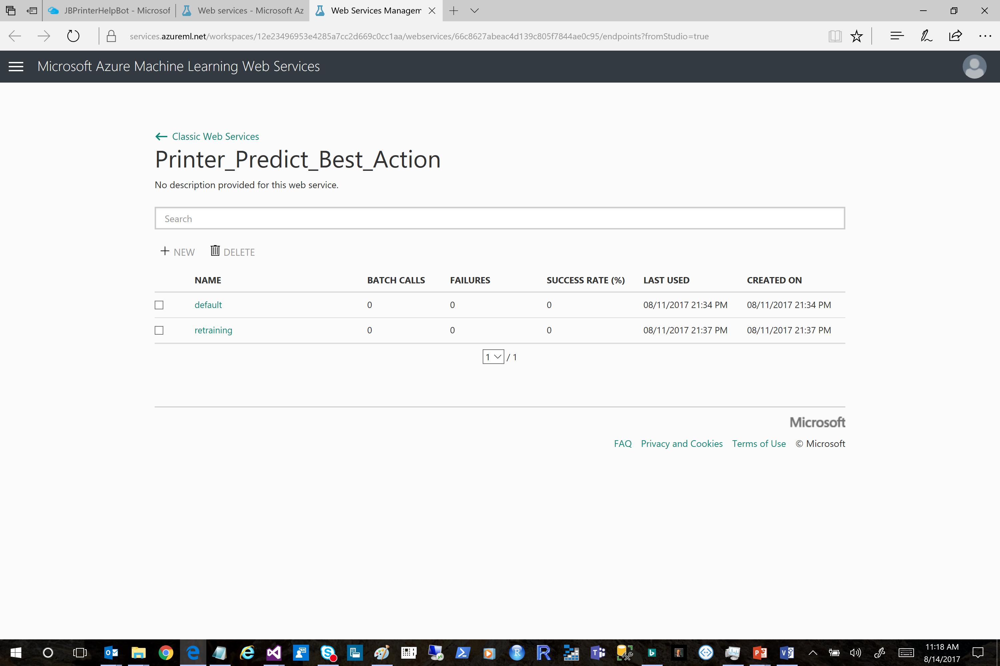 JBPrinterHelpBot - Microsof
Web services - Microsoft Az
Web Services Managem
services.azureml.net/workspaces/12e23496953e4285a7cc2d669c0cc1aa/webservices/66c8627abeac4d139c805f7844ae0c95/endpoints?fromStudio=true
Microsoft Azure Machine Learning Web Services
Classic Web Services
Printer_Predict_Best_Action
No description provided for this web service.
Search
NEW DELETE
NAME BATCH CALLS FAILURES SUCCESS RATE (%) LAST USED CREATED ON
default 0 0 0 08/11/2017 21:34 PM 08/11/2017 21:34 PM
retraining 0 0 0 08/11/2017 21:37 PM 08/11/2017 21:37 PM
1 / 1
Microsoft
FAQ Privacy and Cookies Terms of Use © Microsoft
11:18 AM
8/14/2017